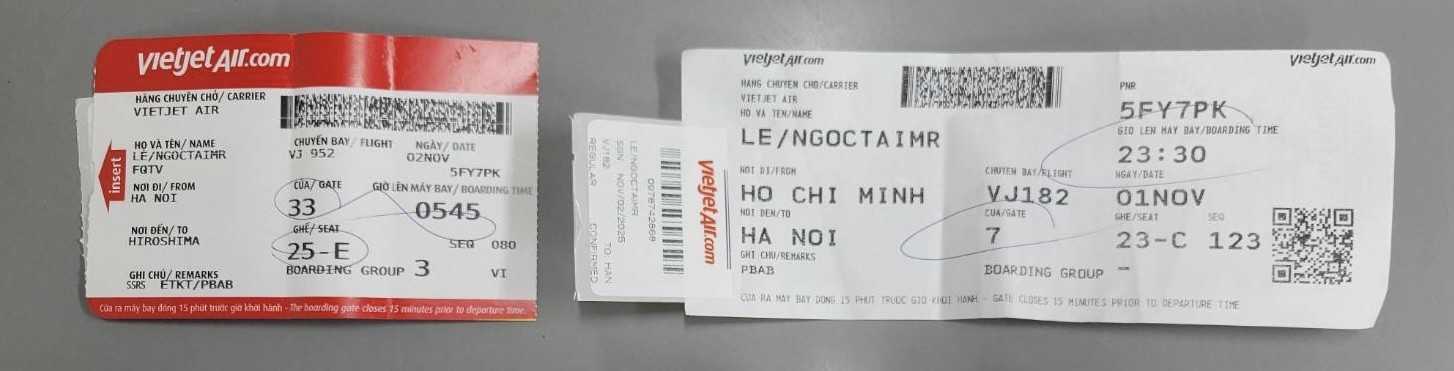 vietjetAir.com
HÃNG CHUYÊN CHỞ/ CARRIER
VIETJET AIR
HỌ VÀ TÊN/ NAME
LE/NGOCTAIMR
FQTV
CHUYẾN BAY/ FLIGHT
VJ 952
NGÀY/ DATE
02NOV
5FY7PK
insert
NƠI ĐI/ FROM
HA NOI
CỬA/ GATE
33
GIỜ LÊN MÁY BAY/ BOARDING TIME
0545
NƠI ĐẾN/ TO
HIROSHIMA
GHẾ/ SEAT
25-E
SEQ 080
BOARDING GROUP 3
VI
GHI CHÚ/ REMARKS
SSRS ETKT/PBAB
Cửa ra máy bay đóng 15 phút trước giờ khởi hành - The boarding gate closes 15 minutes prior to departure time.
0978742868
LE/NGOCTAIMR
SGN NOV/02/2025 TO HAN
VJ182
REGULAR CONFIRMED
vietjetAir.com
vietjetAir.com
vietjetAir.com
HANG CHUYEN CHO/CARRIER
VIETJET AIR
HO VA TEN/NAME
LE/NGOCTAIMR
PNR
5FY7PK
GIO LEN MAY BAY/BOARDING TIME
23:30
NOI DI/FROM
HO CHI MINH
CHUYEN BAY/FLIGHT
VJ182
NGAY/DATE
01NOV
NOI DEN/TO
HA NOI
CUA/GATE
7
GHE/SEAT
23-C
SEQ
123
GHI CHU/REMARKS
PBAB
BOARDING GROUP -
CUA RA MAY BAY DONG 15 PHUT TRUOC GIO KHOI HANH - GATE CLOSES 15 MINUTES PRIOR TO DEPARTURE TIME